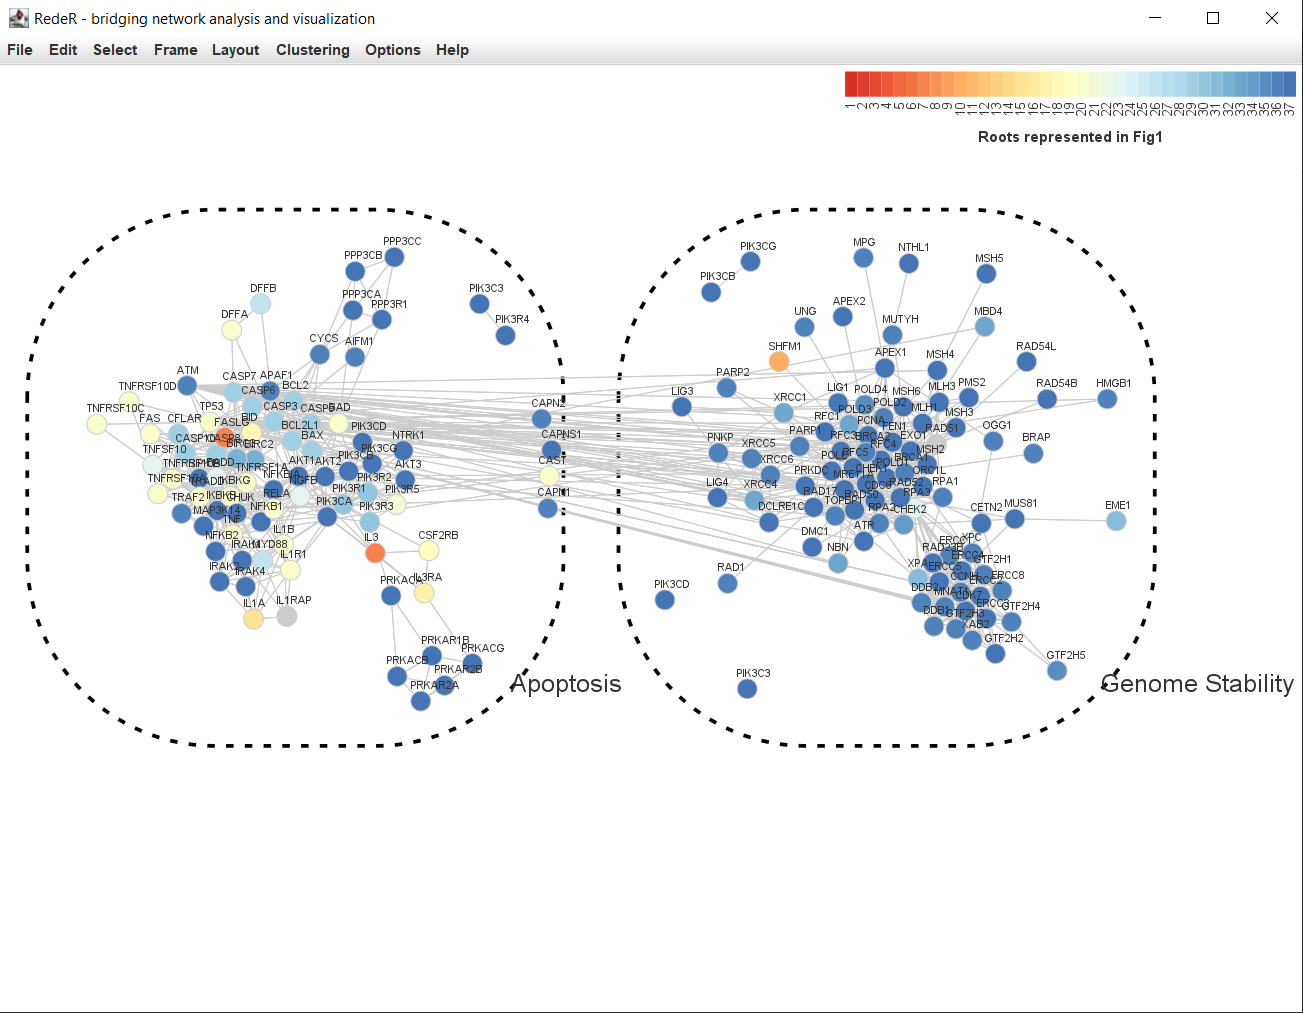 RedeR - bridging network analysis and visualization
File Edit Select Frame Layout Clustering Options Help
1 2 3 4 5 6 7 8 9 10 11 12 13 14 15 16 17 18 19 20 21 22 23 24 25 26 27 28 29 30 31 32 33 34 35 36 37
Roots represented in Fig1
PPP3CC
PPP3CB
PIK3CG
MPG
NTHL1
MSH5
PIK3CB
DFFB
PPP3CA
PPP3R1
PIK3C3
DFFA
PIK3R4
UNG
APEX2
MBD4
CYCS
AIFM1
MUTYH
SHFM1
APEX1
MSH4
RAD54L
ATM
CASP7
APAF1
BCL2
PARP2
TNFRSF10D
CASP6
LIG3
LIG1
POLD4
MSH6
MLH3
PMS2
RAD54B
HMGB1
TNFRSF10C
TP53
CASP3
BAD
CAPN2
XRCC1
POLD3
POLD2
MLH1
MSH3
FAS
CFLAR
FASLG
BID
BCL2L1
PIK3CD
RFC1
PCNA
FEN1
RAD51
OGG1
BAX
NTRK1
CAPNS1
PNKP
XRCC5
PARP1
RFC3
BRCA2
EXO1
BRAP
CASP8
PIK3CG
RFC4
MSH2
TNFSF10
FADD
TNFRSF1A
AKT1
AKT2
PIK3CB
AKT3
CAST
XRCC6
RFC5
BRCA1
PRKDC
MRE11A
CHEK1
POLD1
ORC1L
IKBKG
NFKBIA
NGFB
PIK3R1
PIK3R2
PIK3R5
CAPN1
LIG4
XRCC4
RAD17
RAD50
CDC6
RAD52
RPA3
RPA1
TRAF2
IKBKB
CHUK
RELA
NFKB1
PIK3CA
PIK3R3
DCLRE1C
TOPBP1
RPA2
CHEK2
CETN2
MUS81
EME1
MAP3K14
TNF
NFKB2
IL1B
IL3
CSF2RB
DMC1
ATR
MYD88
IL1R1
NBN
RAD23B
XPC
IRAK4
IL3RA
PRKACA
RAD1
XPA
ERCC5
ERCC4
GTF2H1
CCNH
ERCC8
PIK3CD
IL1A
IL1RAP
DDB2
MNAT1
CDK7
DDB1
GTF2H3
GTF2H4
XAB2
PRKAR1B
PRKACG
GTF2H2
PRKACB
PRKAR2B
GTF2H5
PRKAR2A
PIK3C3
Apoptosis
Genome Stability